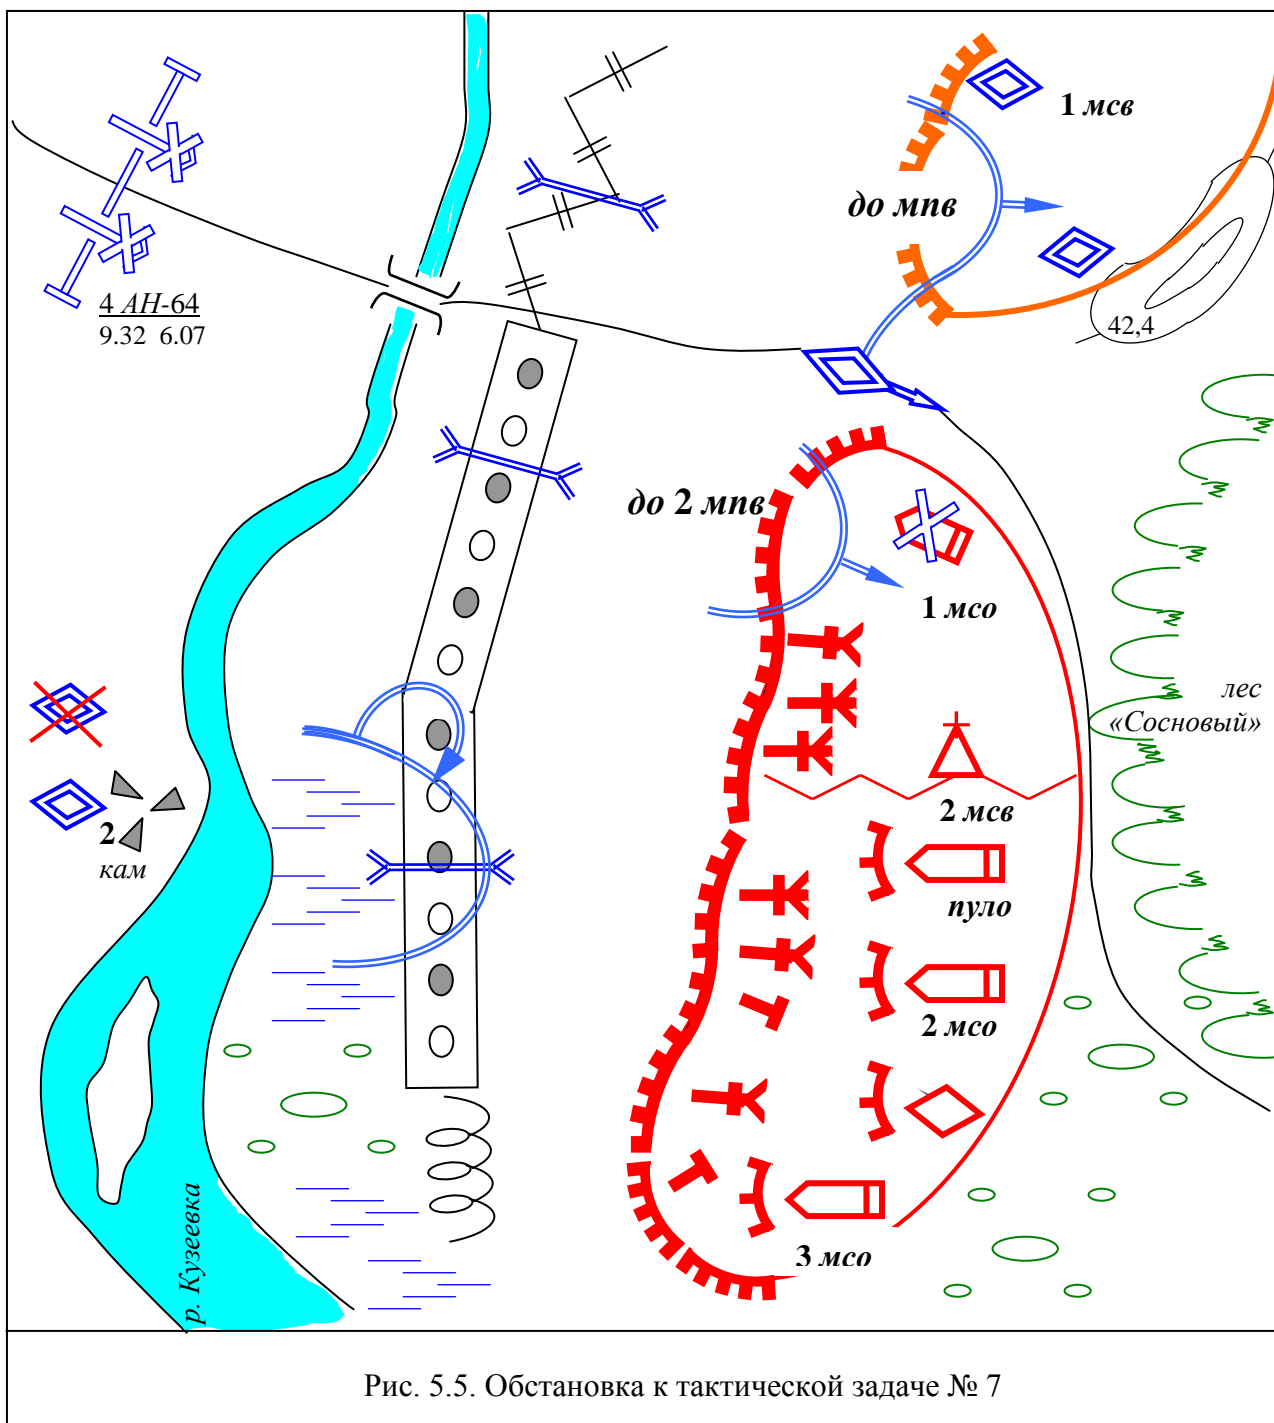 1 мсв
до мпв
4 АН-64
9.32 6.07
42,4
до 2 мпв
1 мсо
лес
«Сосновый»
2 мсв
2
кам
пуло
2 мсо
р. Кузеевка
3 мсо
Рис. 5.5. Обстановка к тактической задаче № 7